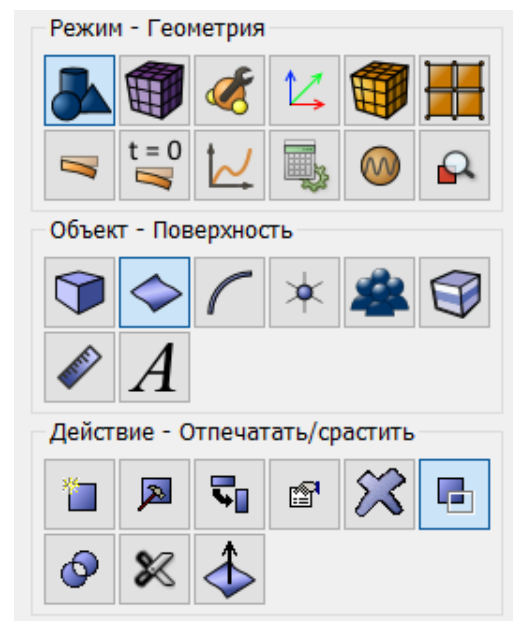 Режим - Геометрия
t = 0
Объект - Поверхность
A
Действие - Отпечатать/срастить